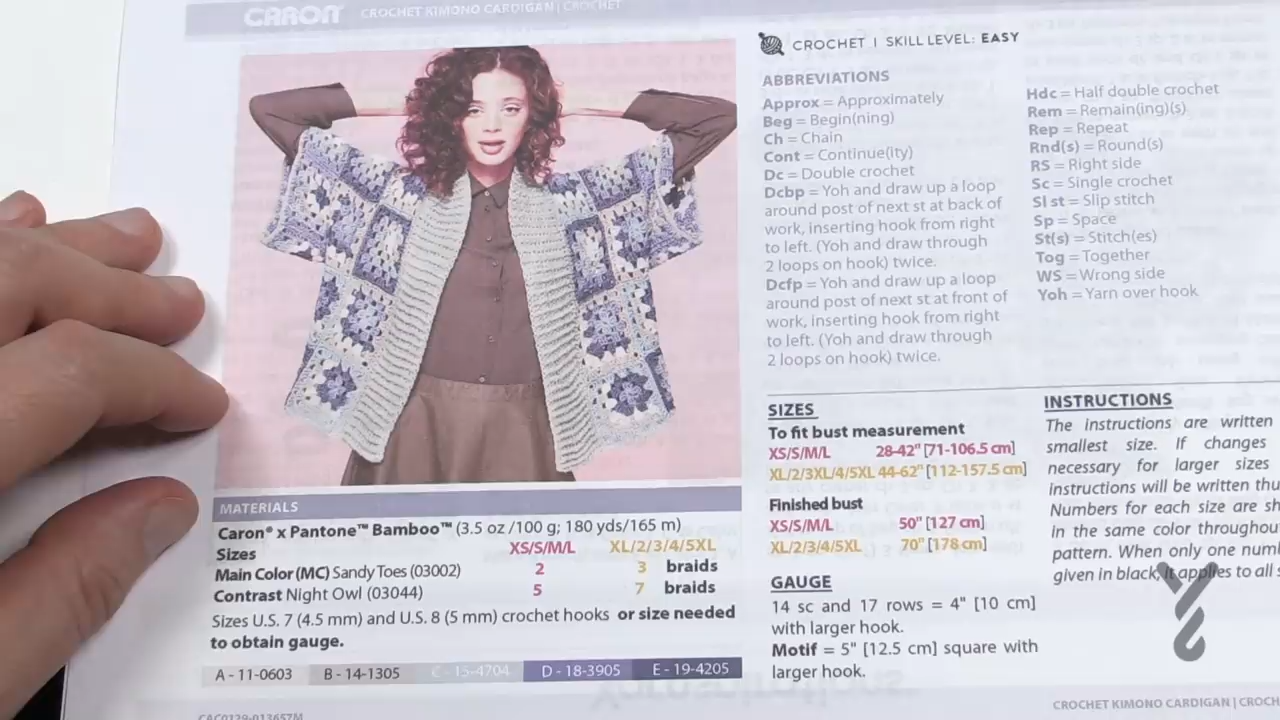 CARON
CROCHET KIMONO CARDIGAN | CROCHET
CROCHET | SKILL LEVEL: EASY
ABBREVIATIONS
Approx = Approximately
Beg = Begin(ning)
Ch = Chain
Cont = Continue(ity)
Dc = Double crochet
Dcbp = Yoh and draw up a loop
around post of next st at back of
work, inserting hook from right
to left. (Yoh and draw through
2 loops on hook) twice.
Dcfp = Yoh and draw up a loop
around post of next st at front of
work, inserting hook from right
to left. (Yoh and draw through
2 loops on hook) twice.
Hdc = Half double crochet
Rem = Remain(ing)(s)
Rep = Repeat
Rnd(s) = Round(s)
RS = Right side
Sc = Single crochet
Sl st = Slip stitch
Sp = Space
St(s) = Stitch(es)
Tog = Together
WS = Wrong side
Yoh = Yarn over hook
MATERIALS
Caron® x Pantone™ Bamboo™ (3.5 oz /100 g; 180 yds/165 m)
Sizes XS/S/M/L XL/2/3/4/5XL
Main Color (MC) Sandy Toes (03002) 2 3 braids
Contrast Night Owl (03044) 5 7 braids
Sizes U.S. 7 (4.5 mm) and U.S. 8 (5 mm) crochet hooks or size needed
to obtain gauge.
A - 11-0603 B - 14-1305 C - 15-4704 D - 18-3905 E - 19-4205
CAC0129-013657M
SIZES
To fit bust measurement
XS/S/M/L 28-42" [71-106.5 cm]
XL/2/3XL/4/5XL 44-62" [112-157.5 cm]
Finished bust
XS/S/M/L 50" [127 cm]
XL/2/3/4/5XL 70" [178 cm]
GAUGE
14 sc and 17 rows = 4" [10 cm]
with larger hook.
Motif = 5" [12.5 cm] square with
larger hook.
INSTRUCTIONS
The instructions are written
smallest size. If changes
necessary for larger sizes
instructions will be written thu
Numbers for each size are sh
in the same color throughou
pattern. When only one num
given in black, it applies to all s
CROCHET KIMONO CARDIGAN | CROCH